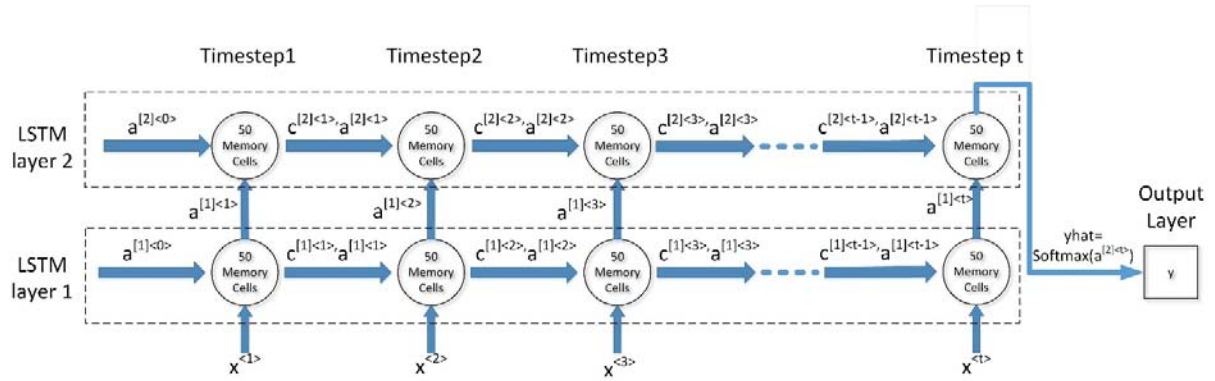 Timestep1 Timestep2 Timestep3 Timestep t
LSTM
layer 2
a[2]<0>
50
Memory
Cells
c[2]<1>,a[2]<1>
50
Memory
Cells
c[2]<2>,a[2]<2>
50
Memory
Cells
c[2]<3>,a[2]<3>
c[2]<t-1>,a[2]<t-1>
50
Memory
Cells
a[1]<1>
a[1]<2>
a[1]<3>
a[1]<t>
LSTM
layer 1
a[1]<0>
50
Memory
Cells
c[1]<1>,a[1]<1>
50
Memory
Cells
c[1]<2>,a[1]<2>
50
Memory
Cells
c[1]<3>,a[1]<3>
c[1]<t-1>,a[1]<t-1>
50
Memory
Cells
x<1>
x<2>
x<3>
x<t>
yhat=
Softmax(a[2]<t>)
Output
Layer
y